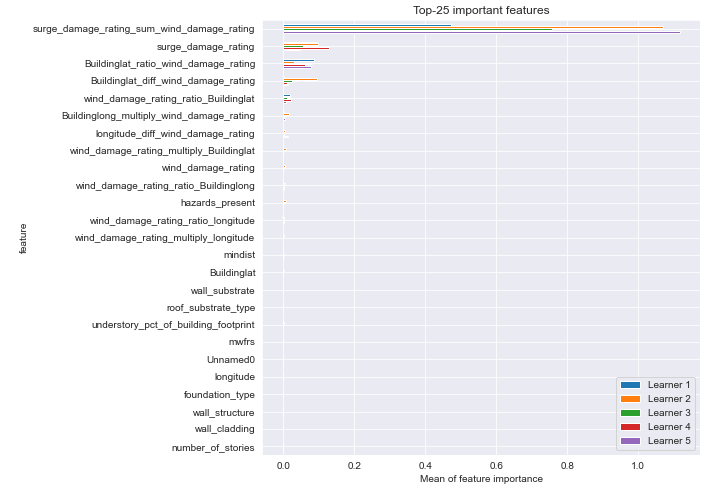 Top-25 important features
surge_damage_rating_sum_wind_damage_rating
surge_damage_rating
Buildinglat_ratio_wind_damage_rating
Buildinglat_diff_wind_damage_rating
wind_damage_rating_ratio_Buildinglat
Buildinglong_multiply_wind_damage_rating
longitude_diff_wind_damage_rating
wind_damage_rating_multiply_Buildinglat
wind_damage_rating
wind_damage_rating_ratio_Buildinglong
hazards_present
wind_damage_rating_ratio_longitude
wind_damage_rating_multiply_longitude
mindist
Buildinglat
wall_substrate
roof_substrate_type
understory_pct_of_building_footprint
mwfrs
Unnamed0
longitude
foundation_type
wall_structure
wall_cladding
number_of_stories
feature
Learner 1
Learner 2
Learner 3
Learner 4
Learner 5
0.0 0.2 0.4 0.6 0.8 1.0
Mean of feature importance